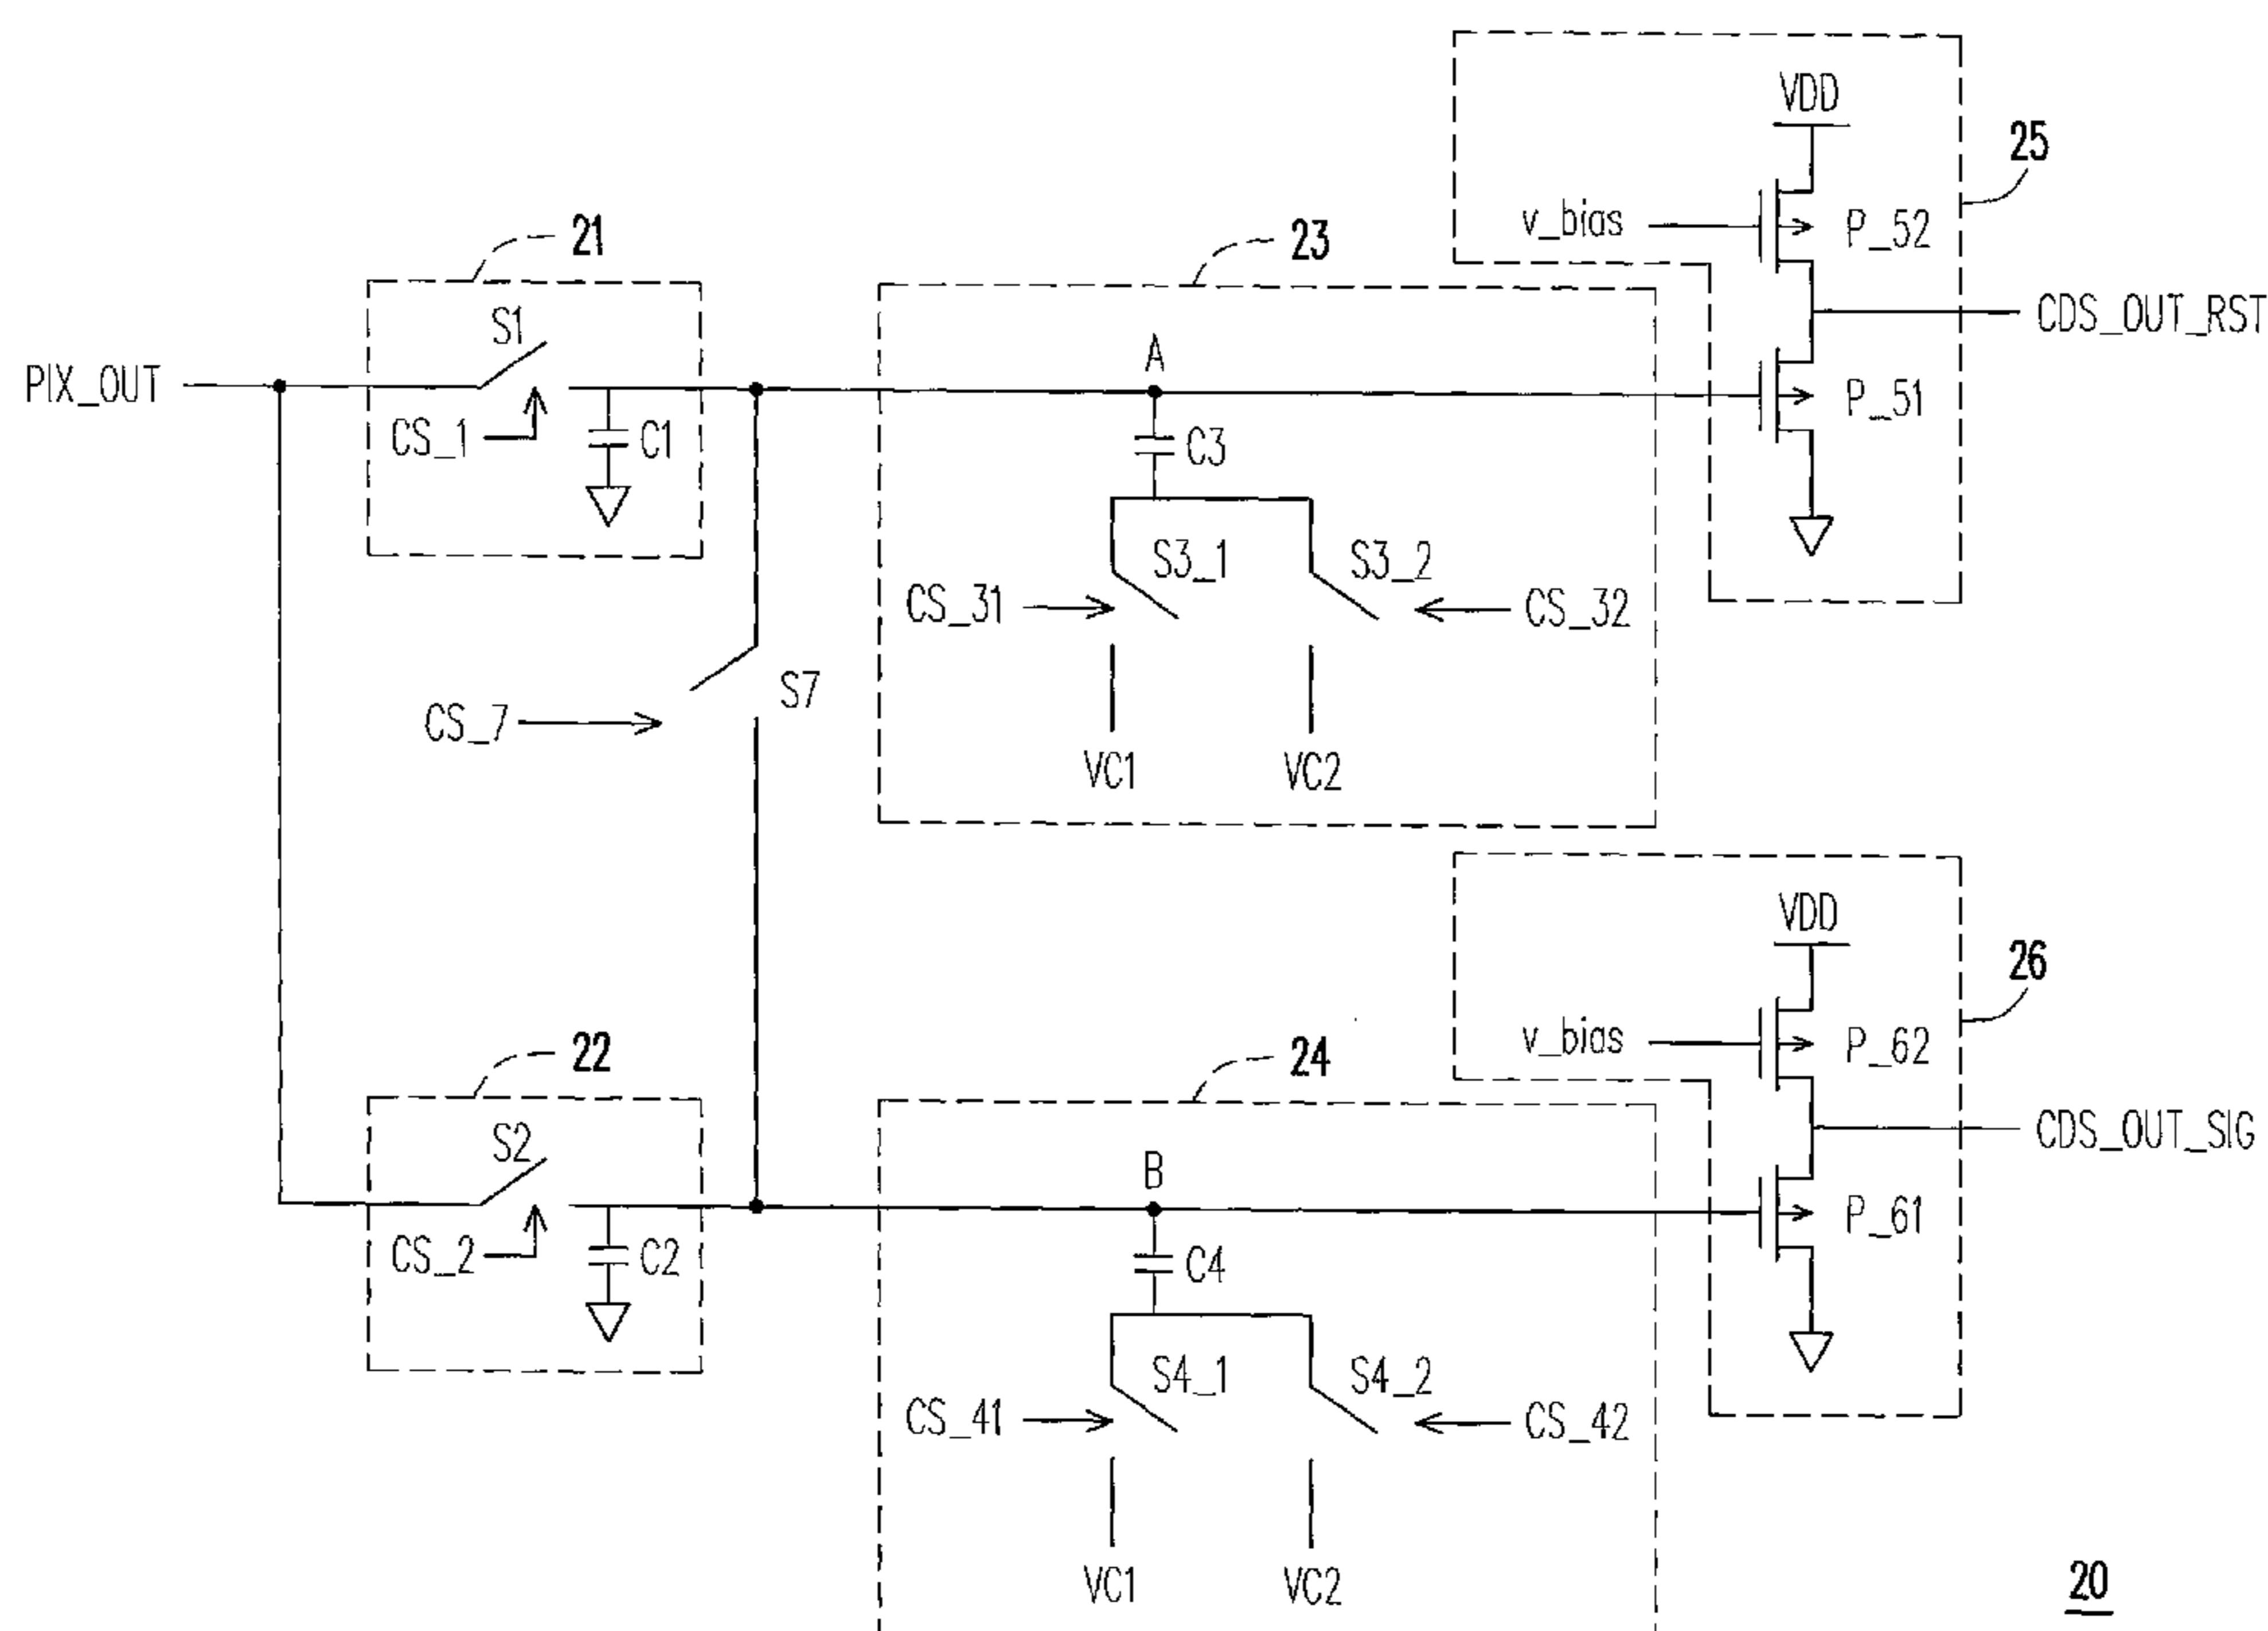 VDD
25
v_bias
P_52
21
23
CDS_OUT_RST
S1
PIX_OUT
A
P_51
CS_1
C1
C3
S3_1
S3_2
CS_31
CS_32
S7
CS_7
VC1
VC2
VDD
26
v_bias
P_62
22
24
CDS_OUT_SIG
S2
B
P_61
CS_2
C2
C4
S4_1
S4_2
CS_41
CS_42
VC1
VC2
20